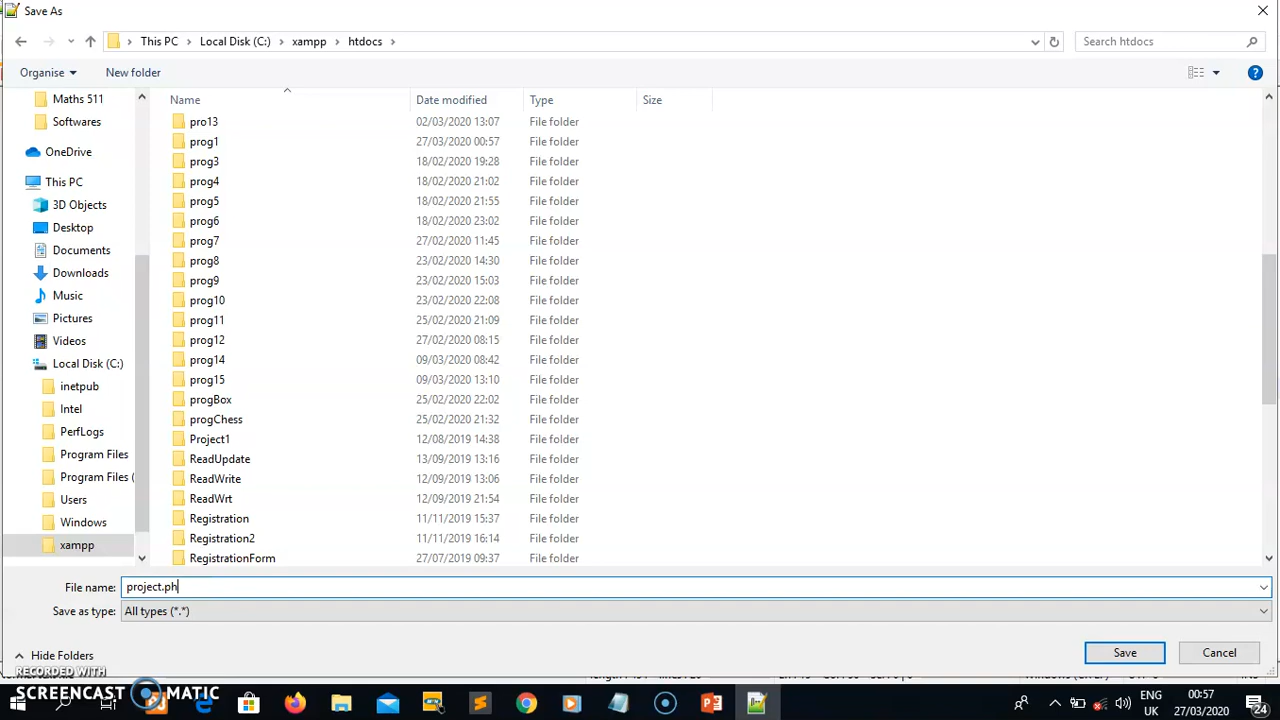 Save As
This PC
Local Disk (C:)
xampp
htdocs
Search htdocs
Organise
New folder
Name
Date modified
Type
Size
Maths 511
Softwares
OneDrive
This PC
3D Objects
Desktop
Documents
Downloads
Music
Pictures
Videos
Local Disk (C:)
inetpub
Intel
PerfLogs
Program Files
Program Files (
Users
Windows
xampp
pro13 02/03/2020 13:07 File folder
prog1 27/03/2020 00:57 File folder
prog3 18/02/2020 19:28 File folder
prog4 18/02/2020 21:02 File folder
prog5 18/02/2020 21:55 File folder
prog6 18/02/2020 23:02 File folder
prog7 27/02/2020 11:45 File folder
prog8 23/02/2020 14:30 File folder
prog9 23/02/2020 15:03 File folder
prog10 23/02/2020 22:08 File folder
prog11 25/02/2020 21:09 File folder
prog12 27/02/2020 08:15 File folder
prog14 09/03/2020 08:42 File folder
prog15 09/03/2020 13:10 File folder
progBox 25/02/2020 22:02 File folder
progChess 25/02/2020 21:32 File folder
Project1 12/08/2019 14:38 File folder
ReadUpdate 13/09/2019 13:16 File folder
ReadWrite 12/09/2019 13:06 File folder
ReadWrt 12/09/2019 21:54 File folder
Registration 11/11/2019 15:37 File folder
Registration2 11/11/2019 16:14 File folder
RegistrationForm 27/07/2019 09:37 File folder
File name: project.ph
Save as type: All types (*.*)
Hide Folders
Save
Cancel
RECORDED WITH
SCREENCAST MATIC
ENG
UK
00:57
27/03/2020
24